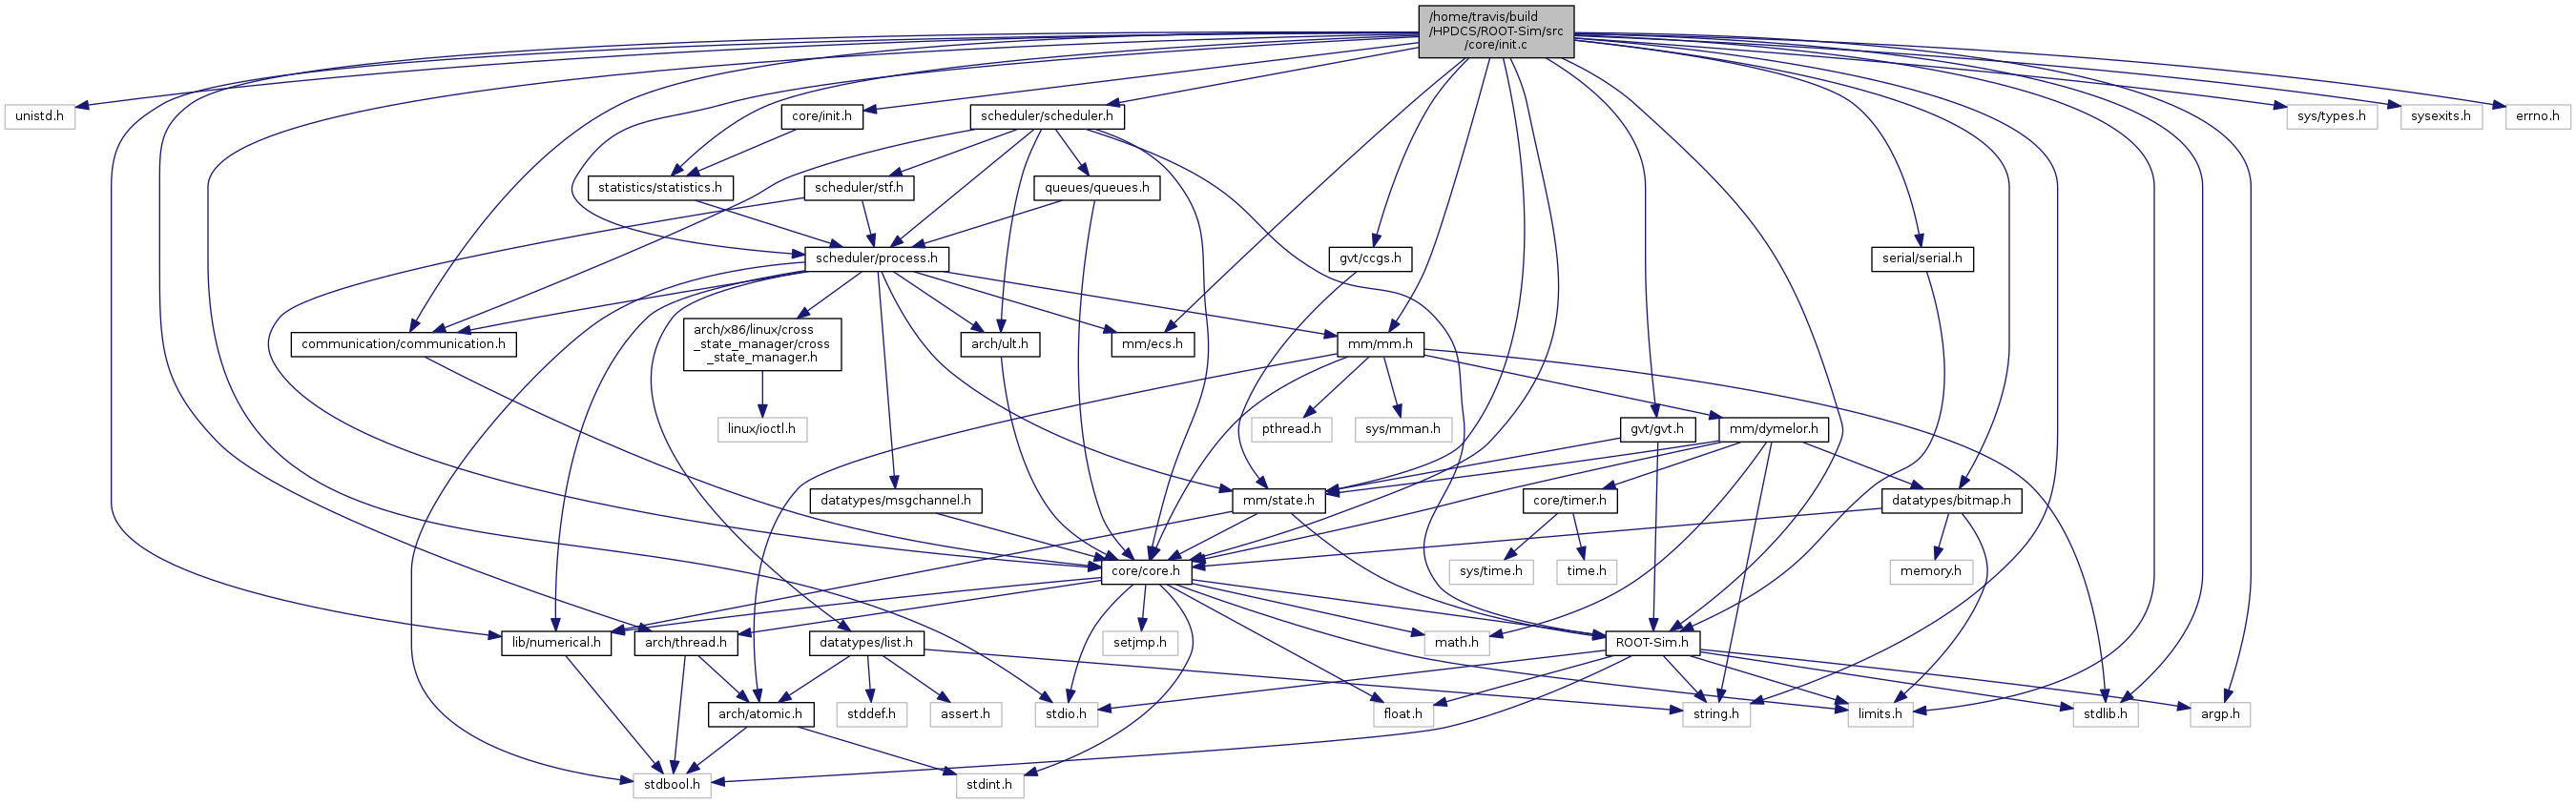 /home/travis/build
/HPDCS/ROOT-Sim/src
/core/init.c
unistd.h
core/init.h
scheduler/scheduler.h
sys/types.h
sysexits.h
errno.h
statistics/statistics.h
scheduler/stf.h
queues/queues.h
scheduler/process.h
gvt/ccgs.h
serial/serial.h
communication/communication.h
arch/x86/linux/cross
_state_manager/cross
_state_manager.h
arch/ult.h
mm/ecs.h
mm/mm.h
linux/ioctl.h
pthread.h
sys/mman.h
gvt/gvt.h
mm/dymelor.h
datatypes/msgchannel.h
mm/state.h
core/timer.h
datatypes/bitmap.h
core/core.h
sys/time.h
time.h
memory.h
lib/numerical.h
arch/thread.h
datatypes/list.h
setjmp.h
math.h
ROOT-Sim.h
arch/atomic.h
stddef.h
assert.h
stdio.h
float.h
string.h
limits.h
stdlib.h
argp.h
stdbool.h
stdint.h